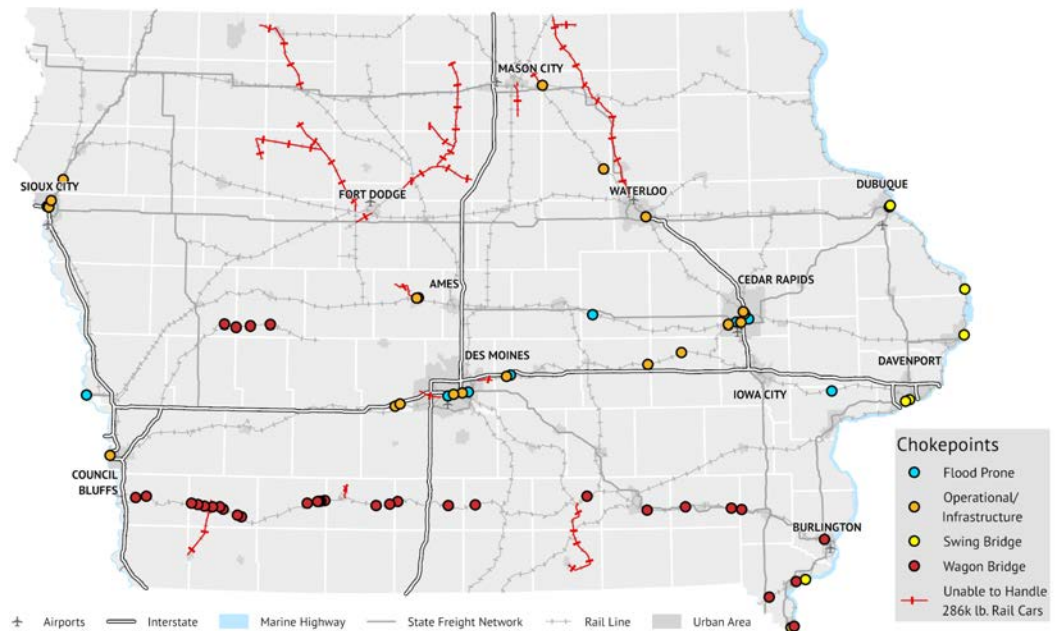 MASON CITY
SIOUX CITY
FORT DODGE
WATERLOO
DUBUQUE
AMES
CEDAR RAPIDS
DES MOINES
DAVENPORT
IOWA CITY
COUNCIL
BLUFFS
BURLINGTON
Chokepoints
Flood Prone
Operational/
Infrastructure
Swing Bridge
Wagon Bridge
Unable to Handle
286k lb. Rail Cars
Airports
Interstate
Marine Highway
State Freight Network
Rail Line
Urban Area